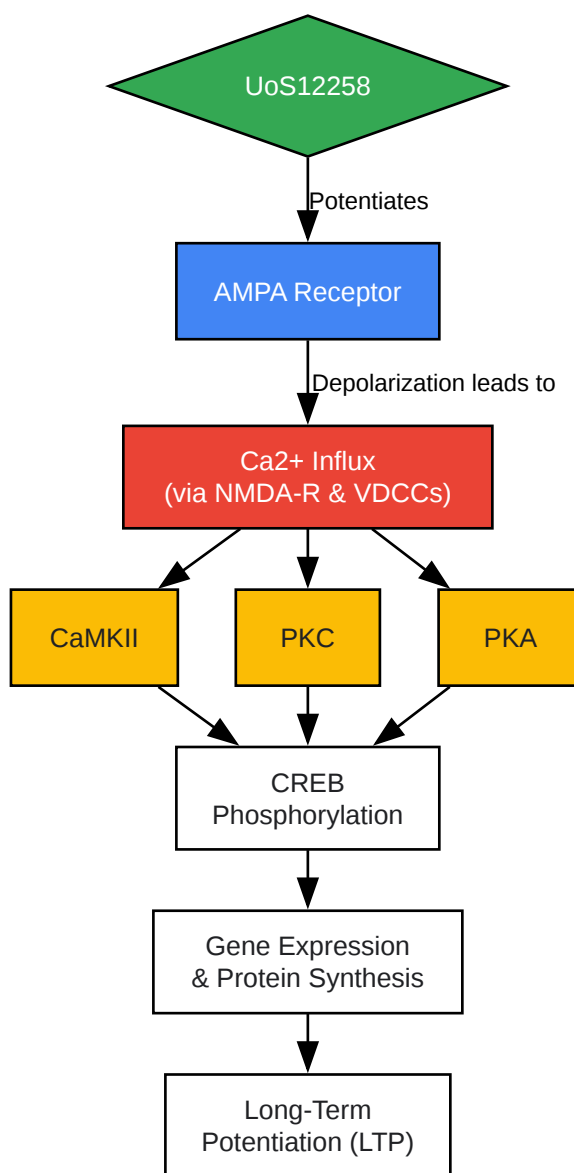 UoS12258
Potentiates
AMPA Receptor
Depolarization leads to
Ca2+ Influx
(via NMDA-R & VDCCs)
CaMKII
PKC
PKA
CREB
Phosphorylation
Gene Expression
& Protein Synthesis
Long-Term
Potentiation (LTP)